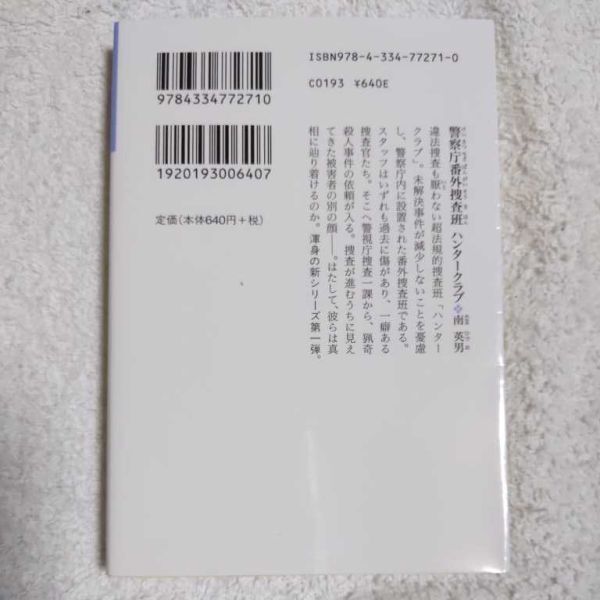 ISBN978-4-334-77271-0
C0193 ¥640E
9784334772710
1920193006407
定価(本体640円+税)
警察庁番外捜査班 ハンタークラブ 南 英男
違法捜査も厭わない超法規的捜査班「ハンター
クラブ」。未解決事件が減少しないことを憂慮
し、警察庁内に設置された番外捜査班である。
スタッフはいずれも過去に傷があり、一癖ある
捜査官たち。そこへ警視庁捜査一課から、猟奇
殺人事件の依頼が入る。捜査が進むうちに見え
てきた被害者の別の顔――。はたして、彼らは真
相に辿り着けるのか。渾身の新シリーズ第一弾。